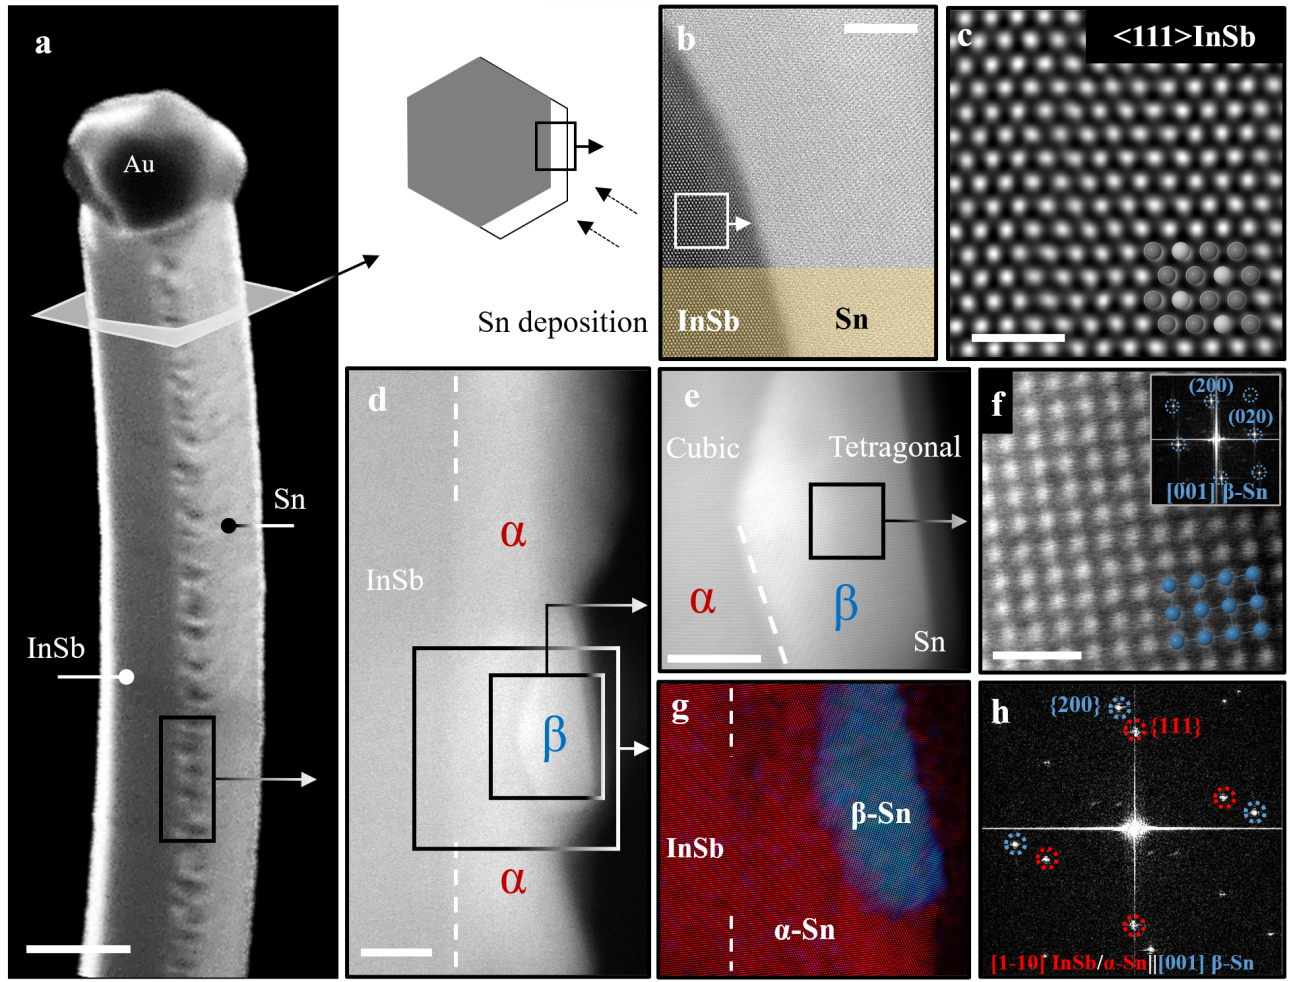 a
Au
Sn
InSb
Sn deposition
b
InSb
Sn
c
<111>InSb
d
α
InSb
β
α
e
Cubic
Tetragonal
α
β
Sn
f
(200)
(020)
[001] β-Sn
g
β-Sn
InSb
α-Sn
h
{200}
{111}
[1-10] InSb/α-Sn||[001] β-Sn